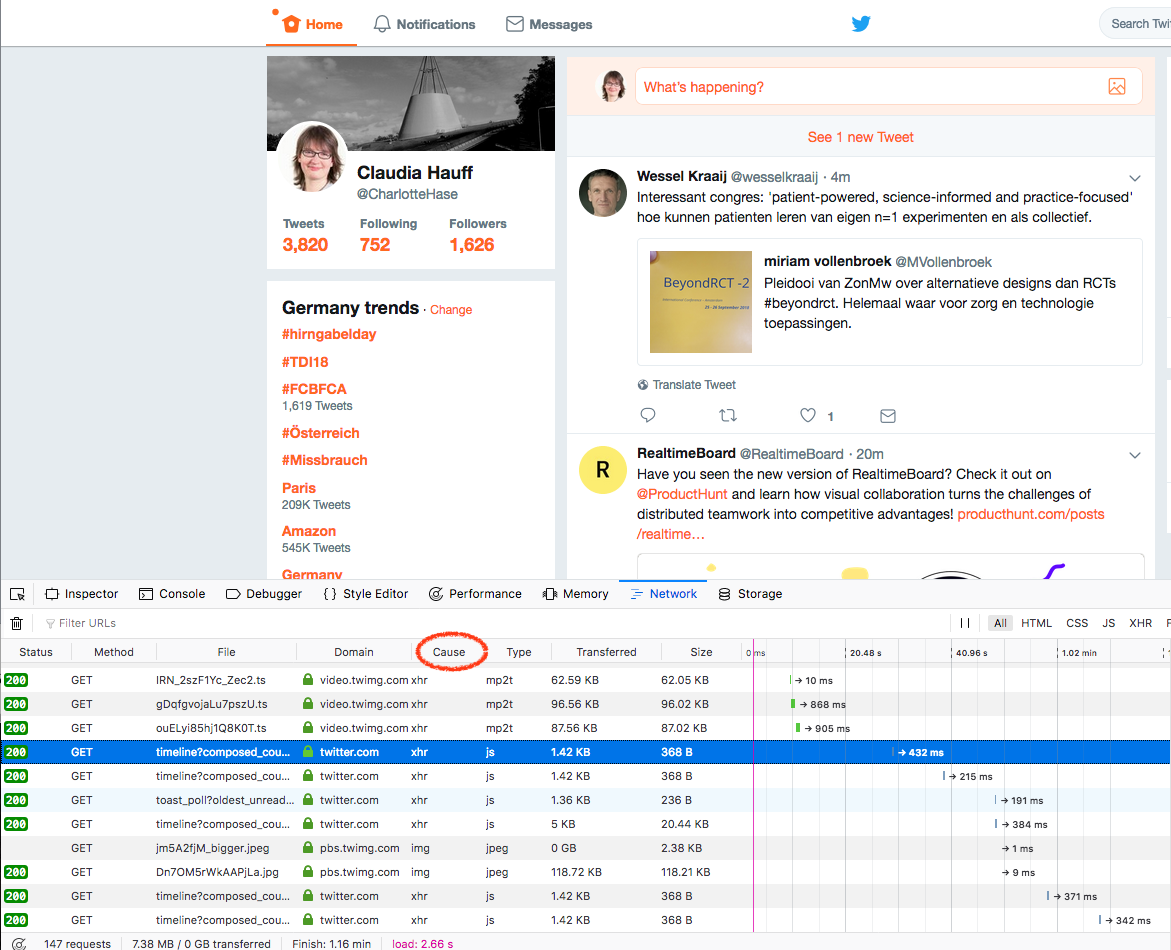 Home Notifications Messages Search Twi
What's happening?
See 1 new Tweet
Claudia Hauff
@CharlotteHase
Tweets Following Followers
3,820 752 1,626
Germany trends · Change
#hirngabelday
#TDI18
#FCBFCA
1,619 Tweets
#Österreich
#Missbrauch
Paris
209K Tweets
Amazon
545K Tweets
Germany
Wessel Kraaij @wesselkraaij · 4m
Interessant congres: 'patient-powered, science-informed and practice-focused'
hoe kunnen patienten leren van eigen n=1 experimenten en als collectief.
BeyondRCT -2
miriam vollenbroek @MVollenbroek
Pleidooi van ZonMw over alternatieve designs dan RCTs
#beyondrct. Helemaal waar voor zorg en technologie
toepassingen.
Translate Tweet
1
R
RealtimeBoard @RealtimeBoard · 20m
Have you seen the new version of RealtimeBoard? Check it out on
@ProductHunt and learn how visual collaboration turns the challenges of
distributed teamwork into competitive advantages! producthunt.com/posts
/realtime…
Inspector Console Debugger {} Style Editor Performance Memory Network Storage
Filter URLs All HTML CSS JS XHR F
Status Method File Domain Cause Type Transferred Size 0 ms 20.48 s 40.96 s 1.02 min
200 GET IRN_2szF1Yc_Zec2.ts video.twimg.com xhr mp2t 62.59 KB 62.05 KB → 10 ms
200 GET gDqfgvojaLu7pszU.ts video.twimg.com xhr mp2t 96.56 KB 96.02 KB → 868 ms
200 GET ouELyi85hj1Q8K0T.ts video.twimg.com xhr mp2t 87.56 KB 87.02 KB → 905 ms
200 GET timeline?composed_cou... twitter.com xhr js 1.42 KB 368 B → 432 ms
200 GET timeline?composed_cou... twitter.com xhr js 1.42 KB 368 B → 215 ms
200 GET toast_poll?oldest_unread... twitter.com xhr js 1.36 KB 236 B → 191 ms
200 GET timeline?composed_cou... twitter.com xhr js 5 KB 20.44 KB → 384 ms
GET jm5A2fjM_bigger.jpeg pbs.twimg.com img jpeg 0 GB 2.38 KB → 1 ms
200 GET Dn7OM5rWkAAPjLa.jpg pbs.twimg.com img jpeg 118.72 KB 118.21 KB → 9 ms
200 GET timeline?composed_cou... twitter.com xhr js 1.42 KB 368 B → 371 ms
200 GET timeline?composed_cou... twitter.com xhr js 1.42 KB 368 B → 342 ms
147 requests 7.38 MB / 0 GB transferred Finish: 1.16 min load: 2.66 s